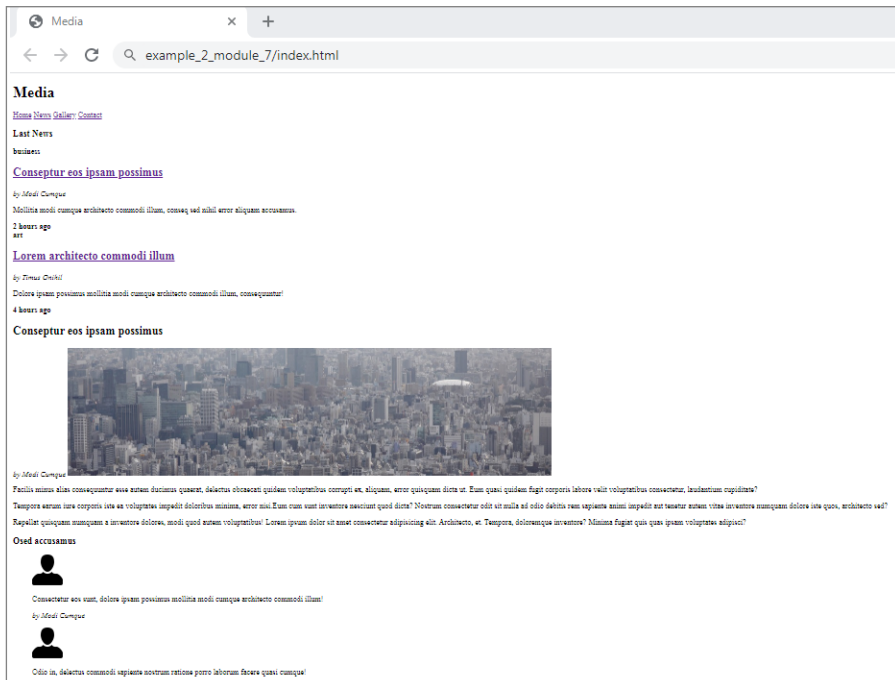 Media
example_2_module_7/index.html
Media
Home News Gallery Contact
Last News
business
Conseptur eos ipsam possimus
by Modi Cumque
Mollitia modi cumque architecto commodi illum, conseq sed nihil error aliquam accusamus.
2 hours ago
art
Lorem architecto commodi illum
by Timus Onihil
Dolore ipsam possimus mollitia modi cumque architecto commodi illum, consequuntur!
4 hours ago
Conseptur eos ipsam possimus
by Modi Cumque
Facilis minus alias consequuntur esse autem ducimus quaerat, delectus obcaecati quidem voluptatibus corrupti ex, aliquam, error quisquam dicta ut. Eum quasi quidem fugit corporis labore velit voluptatibus consectetur, laudantium cupiditate?
Tempora earum iure corporis iste ea voluptates impedit doloribus minima, error nisi.Eum cum sunt inventore nesciunt quod dicta? Nostrum consectetur odit sit nulla ad odio debitis rem sapiente animi impedit aut tenetur autem vitae inventore numquam dolore iste quos, architecto sed?
Repellat quisquam numquam a inventore dolores, modi quod autem voluptatibus! Lorem ipsum dolor sit amet consectetur adipisicing elit. Architecto, et. Tempora, doloremque inventore? Minima fugiat quis quas ipsam voluptates adipisci?
Osed accusamus
Consectetur eos sunt, dolore ipsam possimus mollitia modi cumque architecto commodi illum!
by Modi Cumque
Odio in, delectus commodi sapiente nostrum ratione porro laborum facere quasi cumque!